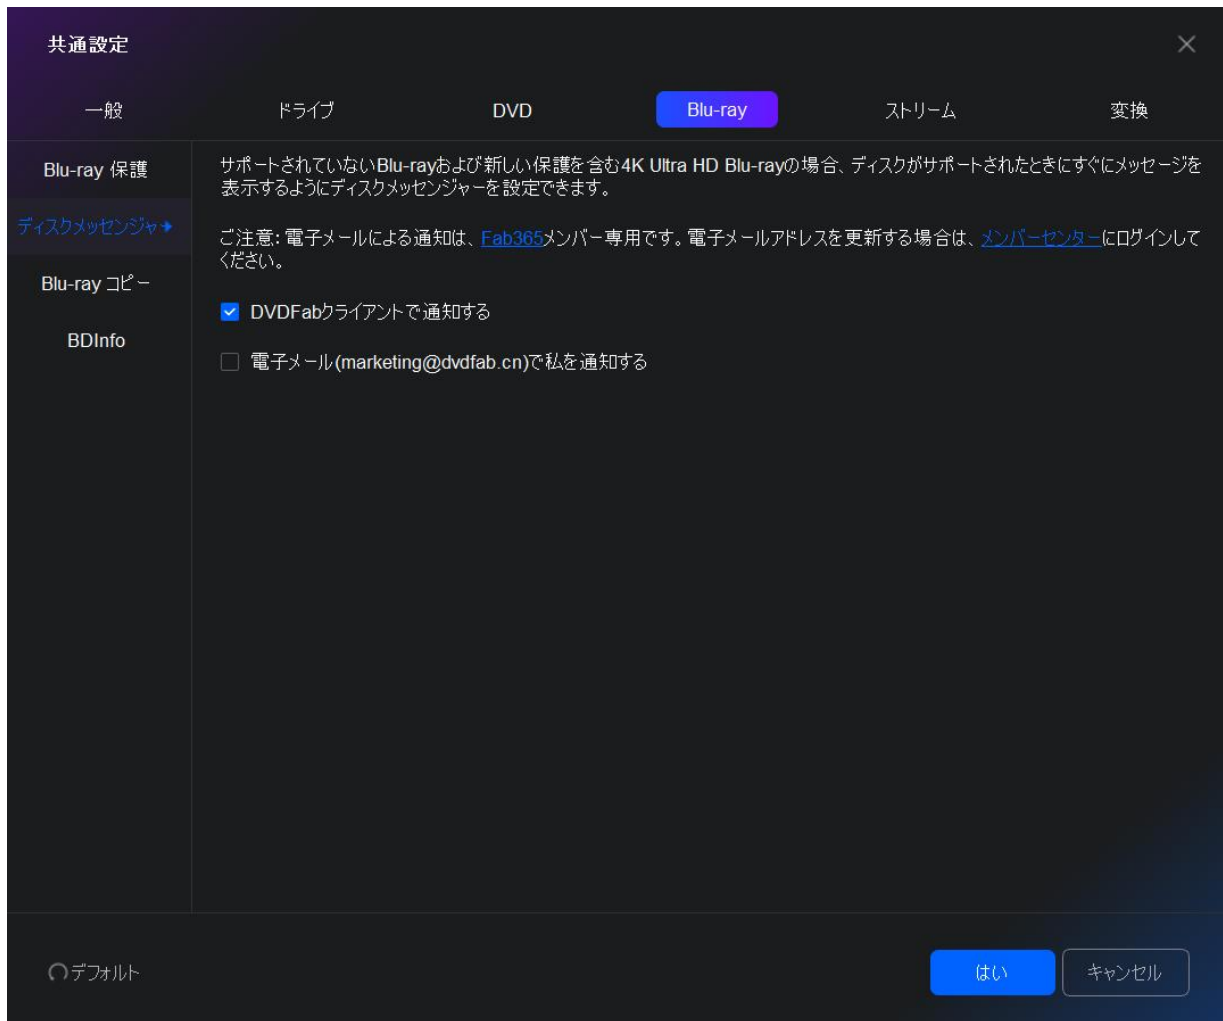 共通設定
一般
ドライブ
DVD
Blu-ray
ストリーム
変換
Blu-ray 保護
ディスクメッセンジャ
Blu-ray コピー
BDInfo
サポートされていないBlu-rayおよび新しい保護を含む4K Ultra HD Blu-rayの場合、ディスクがサポートされたときにすぐにメッセージを
表示するようにディスクメッセンジャーを設定できます。
ご注意: 電子メールによる通知は、Fab365メンバー専用です。電子メールアドレスを更新する場合は、メンバーセンターにログインして
ください。
DVDFabクライアントで通知する
電子メール(marketing@dvdfab.cn)で私を通知する
デフォルト
はい
キャンセル